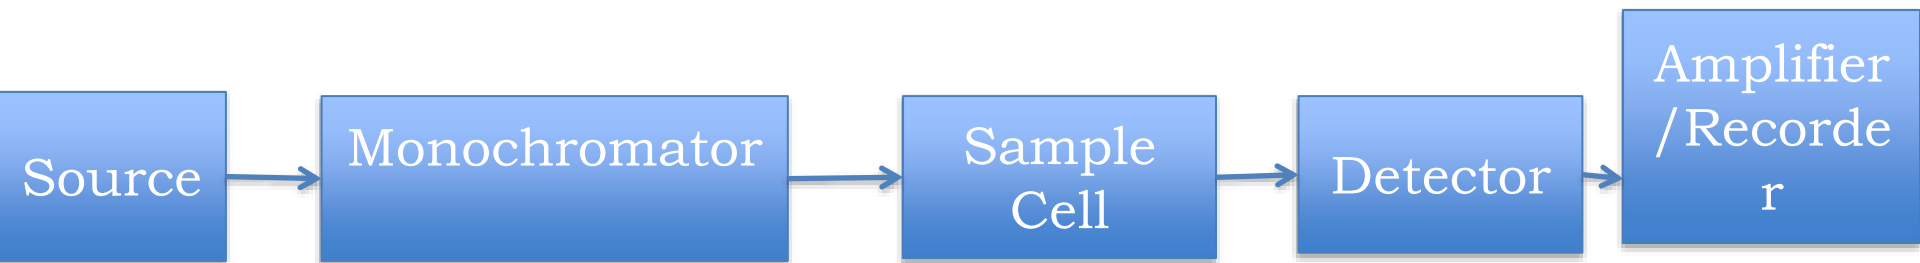 Source
Monochromator
Sample
Cell
Detector
Amplifier
/Recorde
r